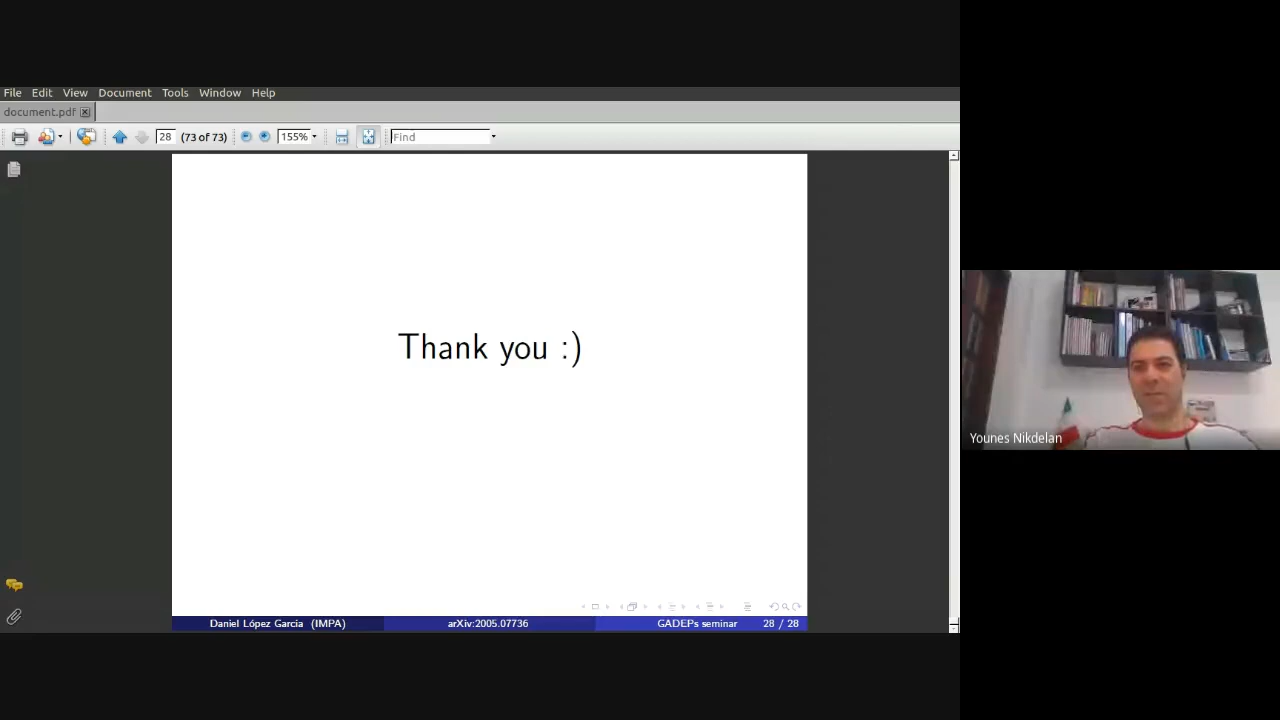 File Edit View Document Tools Window Help
document.pdf
28 (73 of 73) 155% Find
Thank you :)
Younes Nikdelan
Daniel López Garcia (IMPA) arXiv:2005.07736 GADEPs seminar 28 / 28